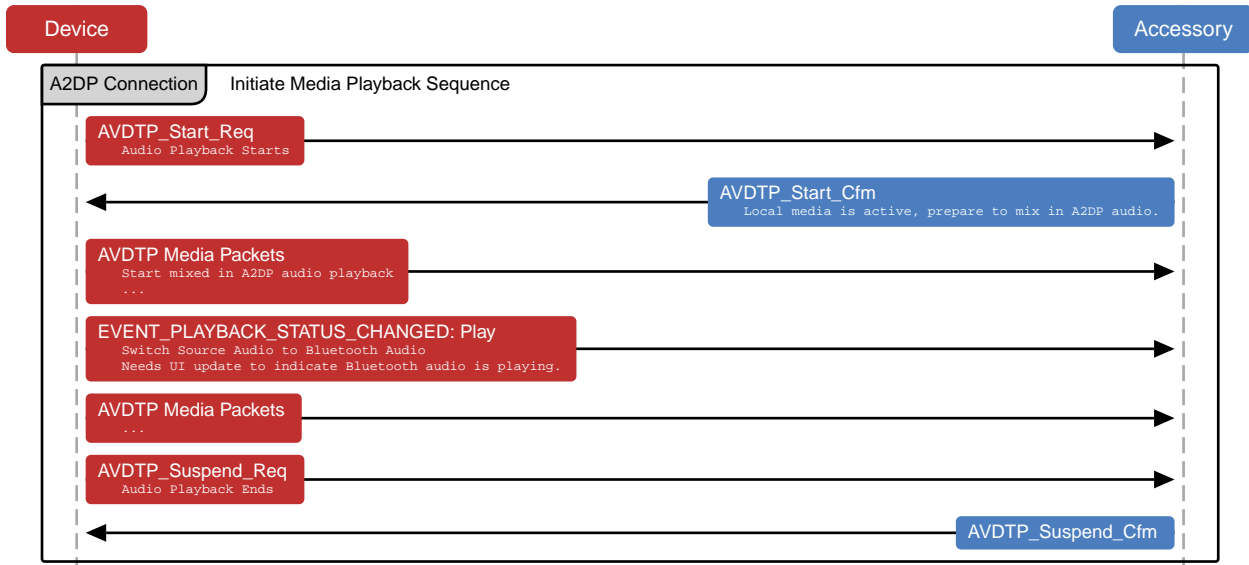 Device
Accessory
A2DP Connection
Initiate Media Playback Sequence
AVDTP_Start_Req
Audio Playback Starts
AVDTP_Start_Cfm
Local media is active, prepare to mix in A2DP audio.
AVDTP Media Packets
Start mixed in A2DP audio playback
...
EVENT_PLAYBACK_STATUS_CHANGED: Play
Switch Source Audio to Bluetooth Audio
Needs UI update to indicate Bluetooth audio is playing.
AVDTP Media Packets
...
AVDTP_Suspend_Req
Audio Playback Ends
AVDTP_Suspend_Cfm